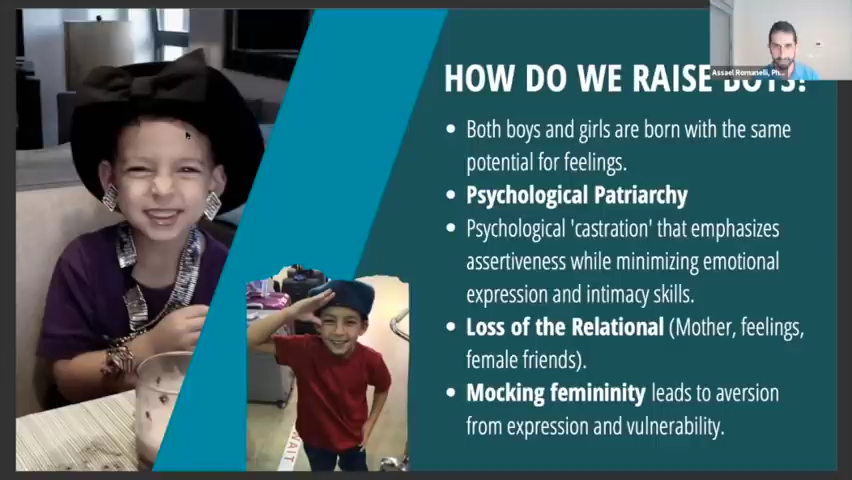 HOW DO WE RAISE BOYS?
Assael Romanelli, Ph...
• Both boys and girls are born with the same
potential for feelings.
• Psychological Patriarchy
• Psychological 'castration' that emphasizes
assertiveness while minimizing emotional
expression and intimacy skills.
• Loss of the Relational (Mother, feelings,
female friends).
• Mocking femininity leads to aversion
from expression and vulnerability.
WAIT